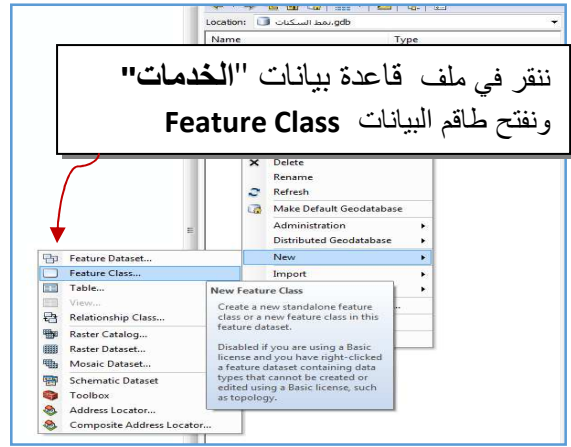 Location: نمط السكنات.gdb
Name Type
ننقر في ملف قاعدة بيانات "الخدمات"
ونفتح طاقم البيانات Feature Class
Delete
Rename
Refresh
Make Default Geodatabase
Administration
Distributed Geodatabase
New
Import
Feature Dataset...
Feature Class...
Table...
View...
Relationship Class...
Raster Catalog...
Raster Dataset...
Mosaic Dataset...
Schematic Dataset
Toolbox
Address Locator...
Composite Address Locator...
New Feature Class
Create a new standalone feature
class or a new feature class in this
feature dataset.
Disabled if you are using a Basic
license and you have right-clicked
a feature dataset containing data
types that cannot be created or
edited using a Basic license, such
as topology.